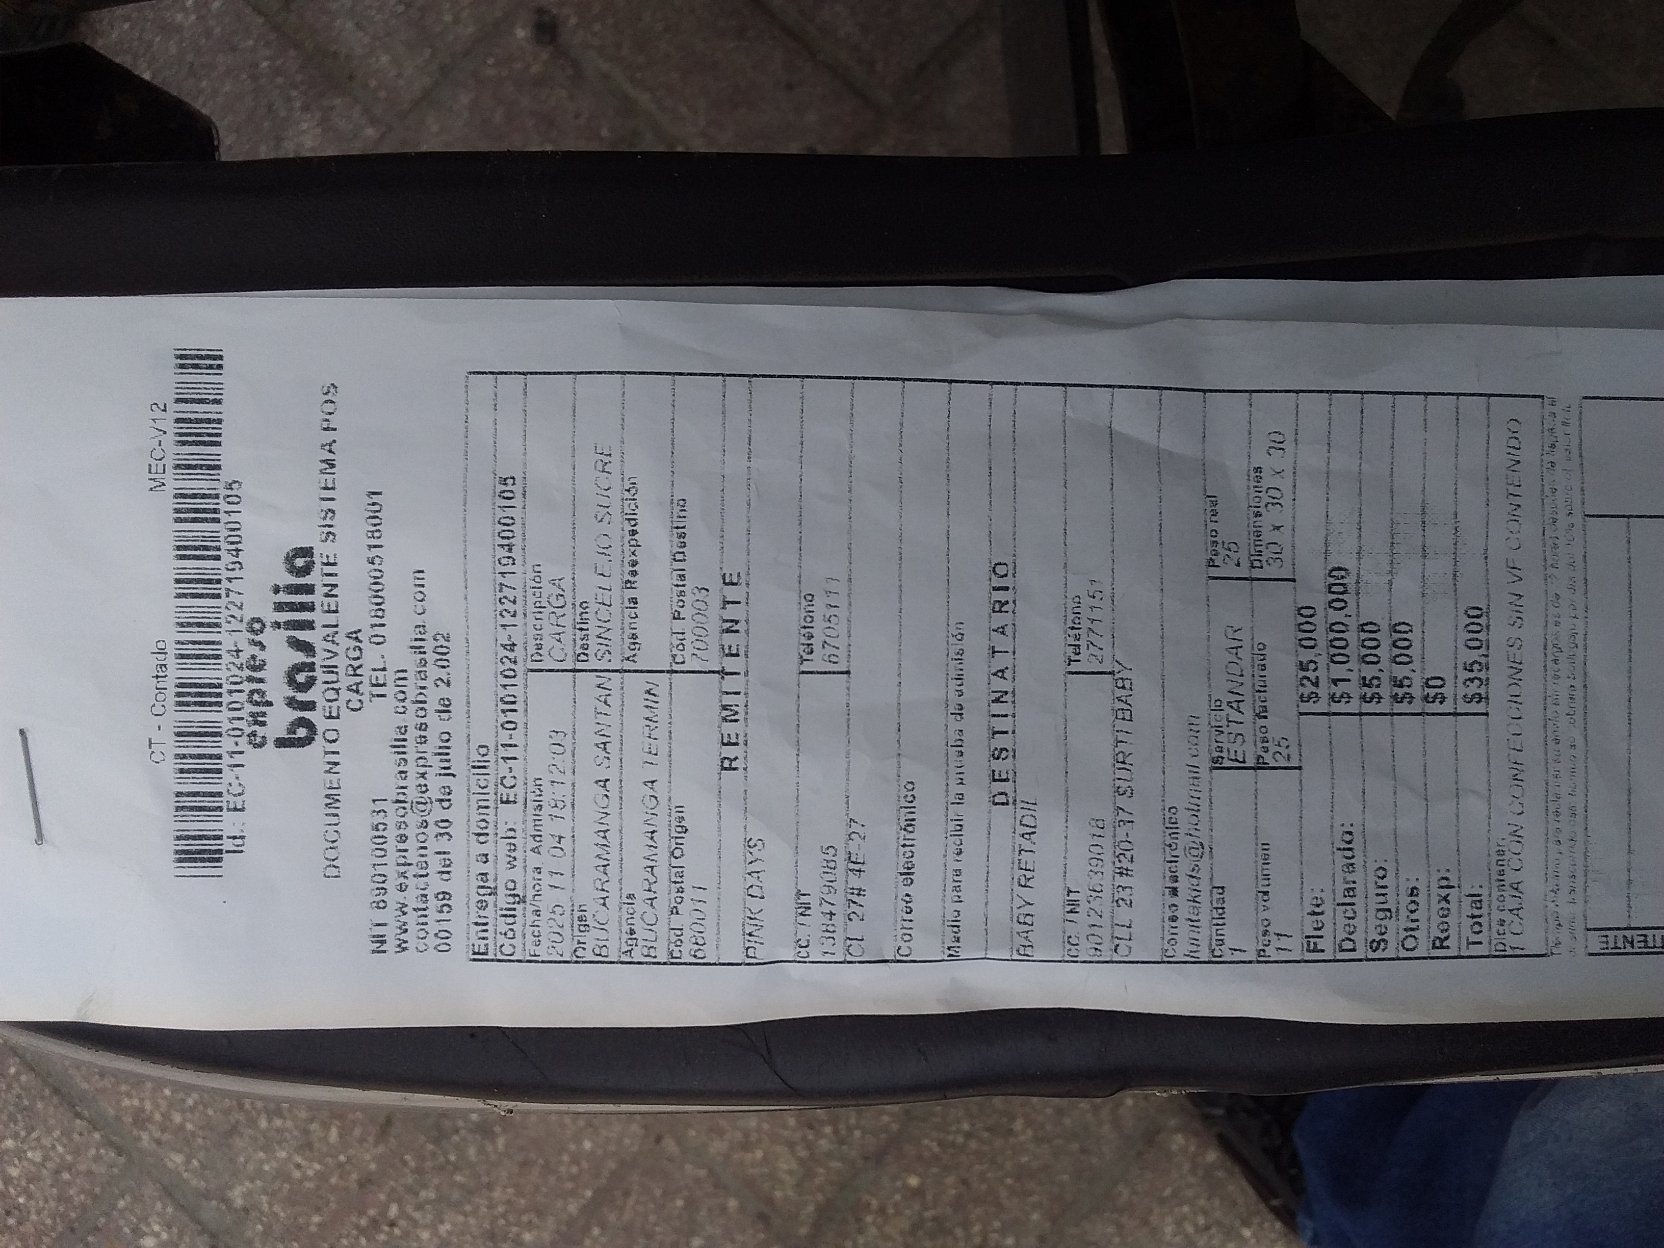 CT - Contado MEC-V12
Id.: EC-11-0101024-122719400105
expreso
brasilia
DOCUMENTO EQUIVALENTE SISTEMA POS
CARGA
NIT 890100531 TEL. 018000518001
www.expresobrasilia.com
contactenos@expresobrasilia.com
00159 del 30 de julio de 2.002
Entrega a domicilio
Código web: EC-11-0101024-122719400105
Fecha/hora Admisión Descripción
2025 11 04 18:12:03 CARGA
Origen Destino
BUCARAMANGA SANTAN SINCELEJO SUCRE
Agencia Agencia Reexpedición
BUCARAMANGA TERMIN
Cód. Postal Origen Cód. Postal Destino
680011 700003
REMITENTE
PINK DAYS
CC. / NIT Teléfono
138479085 6705111
CL 27# 4E-27
Correo electrónico
Medio para recibir la prueba de admisión
DESTINATARIO
BABY RETADIL
CC. / NIT Teléfono
9012363901 8 2771151
CLL 23 #20-37 SURTI BABY
Correo electrónico
@hotmail.com
Cantidad Servicio Peso real
1 ESTANDAR 25
Peso volumen Peso facturado Dimensiones
11 25 30 x 30 x 30
Flete: $25,000
Declarado: $1,000,000
Seguro: $5,000
Otros: $5,000
Reexp: $0
Total: $35,000
Dice contener:
1 CAJA CON CONFECCIONES SIN VF CONTENIDO